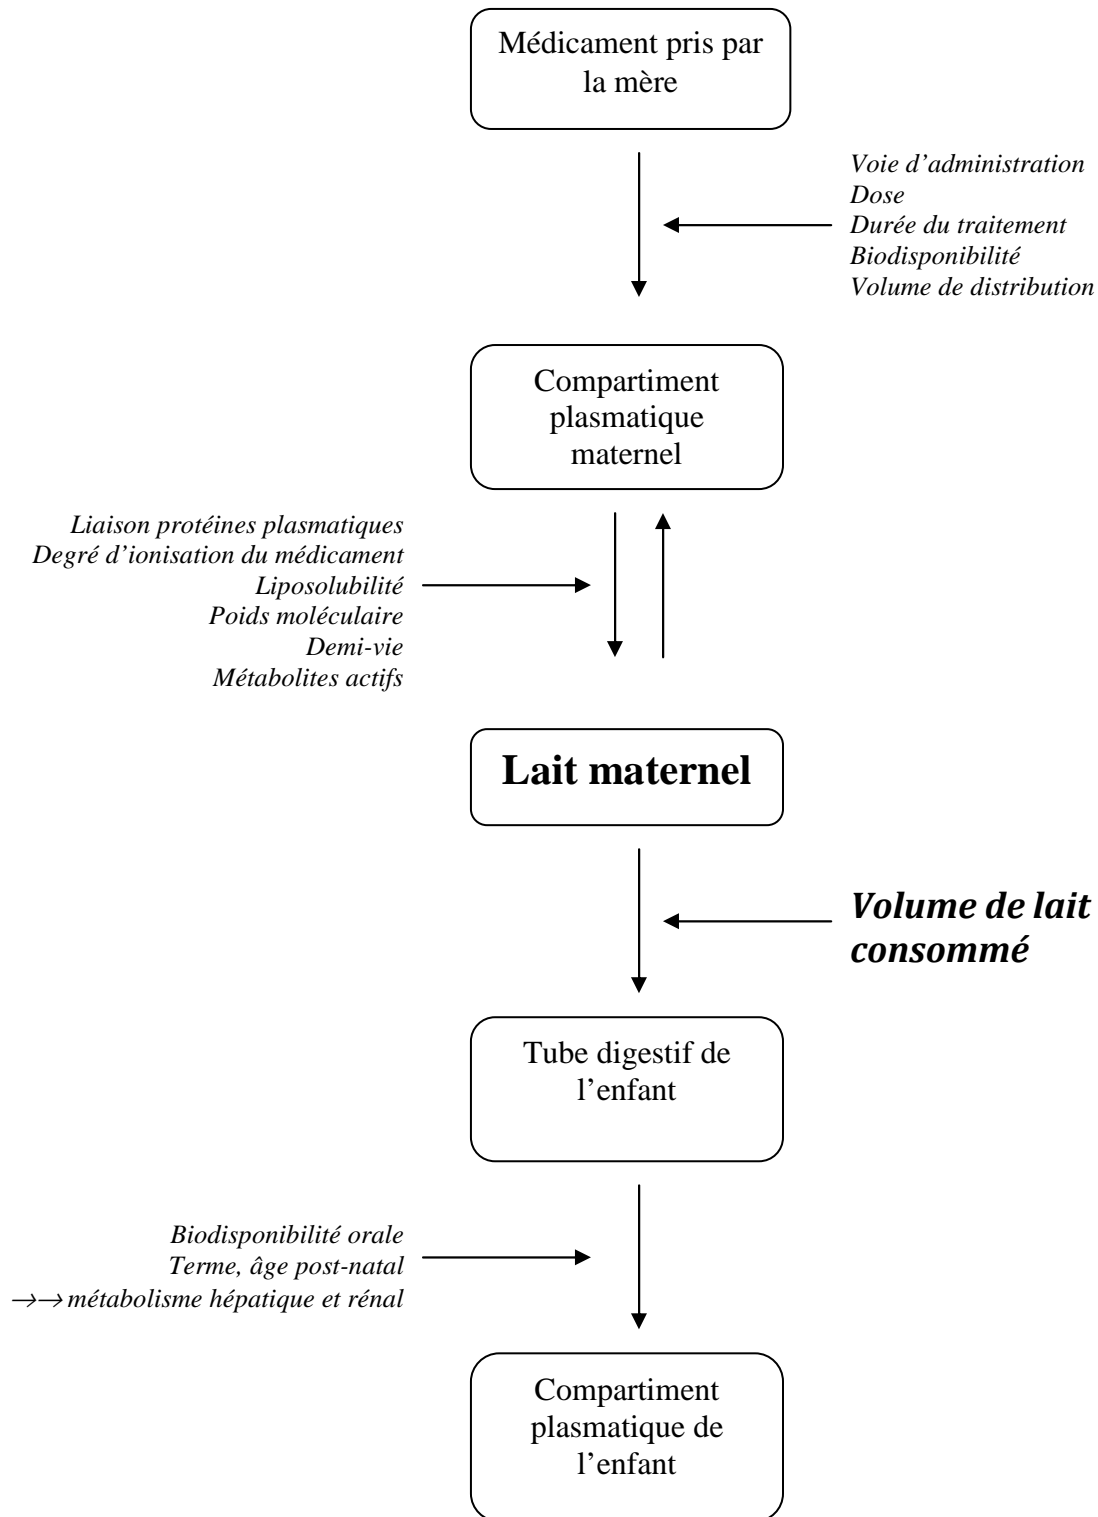 Médicament pris par
la mère
Voie d'administration
Dose
Durée du traitement
Biodisponibilité
Volume de distribution
Compartiment
plasmatique
maternel
Liaison protéines plasmatiques
Degré d'ionisation du médicament
Liposolubilité
Poids moléculaire
Demi-vie
Métabolites actifs
Lait maternel
Volume de lait
consommé
Tube digestif de
l'enfant
Biodisponibilité orale
Terme, âge post-natal
→→ métabolisme hépatique et rénal
Compartiment
plasmatique de
l'enfant